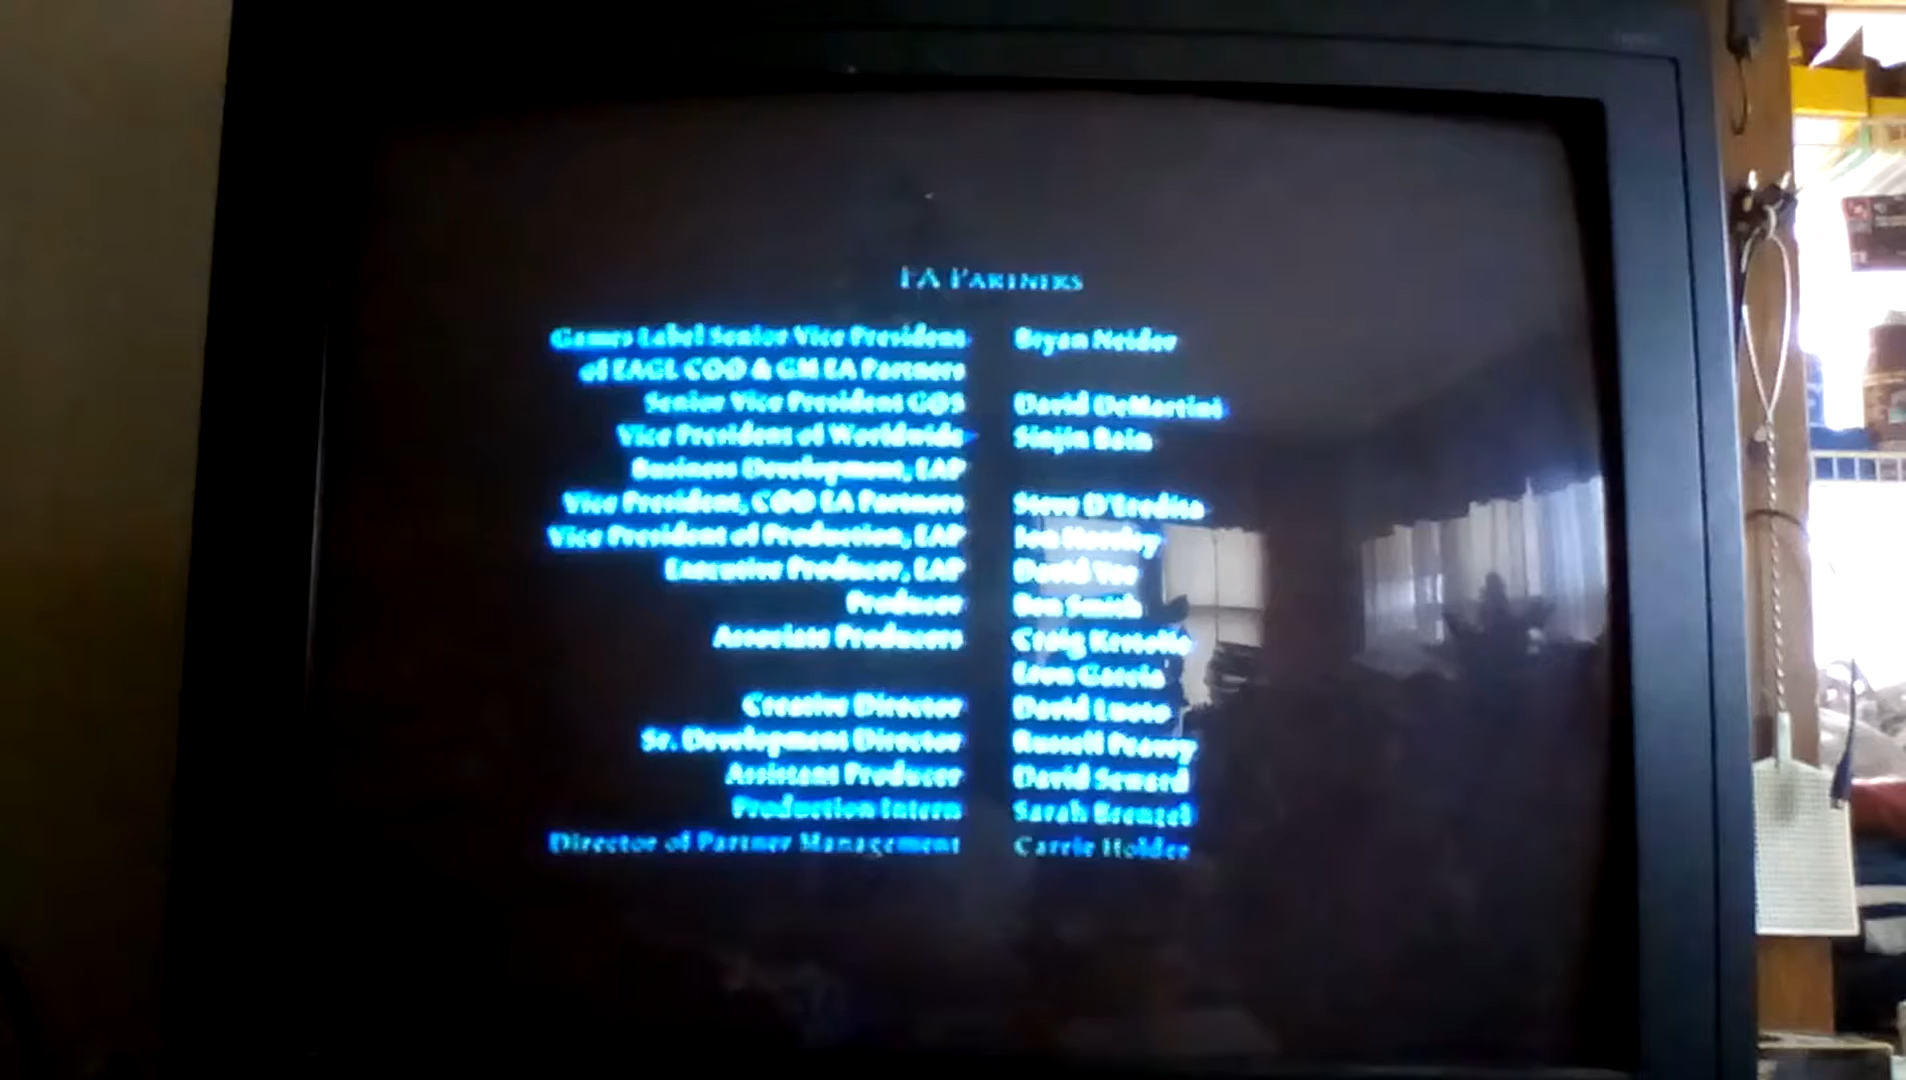 EA PARTNERS
Games Label Senior Vice President Bryan Neider
of EAGL COO & GM EA Partners
Senior Vice President GOS David DeMartini
Vice President of Worldwide Sinjin Bain
Business Development, EAP
Vice President, COO EA Partners Steve D'Eredita
Vice President of Production, EAP
Executive Producer, EAP David Yee
Producer Ben Smith
Associate Producers Craig
Leon Garcia
Creative Director David Luoto
Sr. Development Director Russell Peavey
Assistant Producer David Seward
Production Intern Sarah Brenzel
Director of Partner Management Carrie Holder